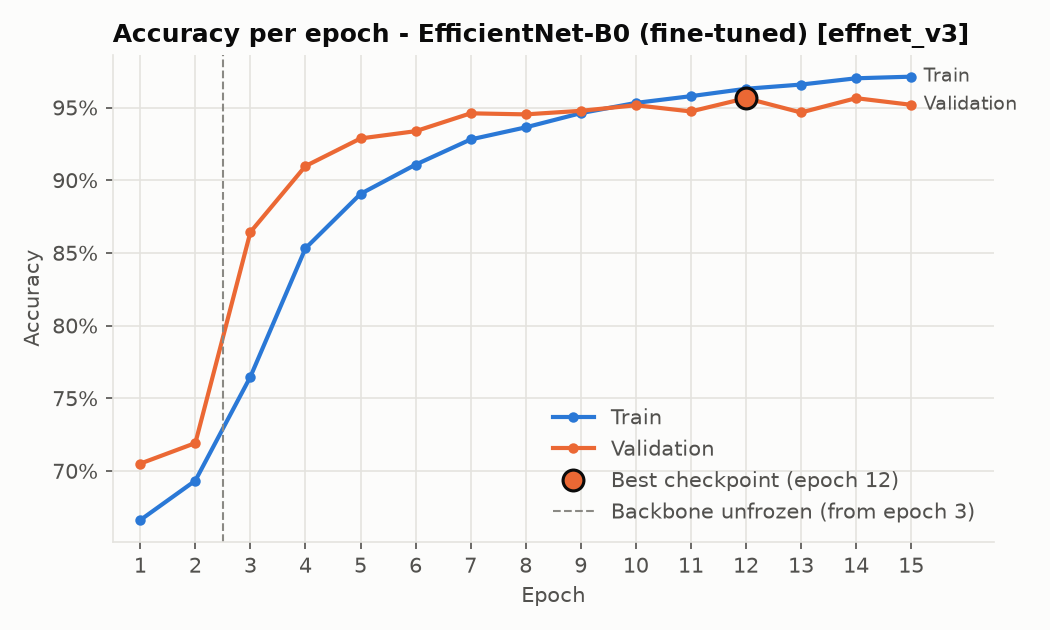 Accuracy per epoch - EfficientNet-B0 (fine-tuned) [effnet_v3]
Train
Validation
95%
90%
85%
80%
75%
70%
Accuracy
Train
Validation
Best checkpoint (epoch 12)
Backbone unfrozen (from epoch 3)
1 2 3 4 5 6 7 8 9 10 11 12 13 14 15
Epoch